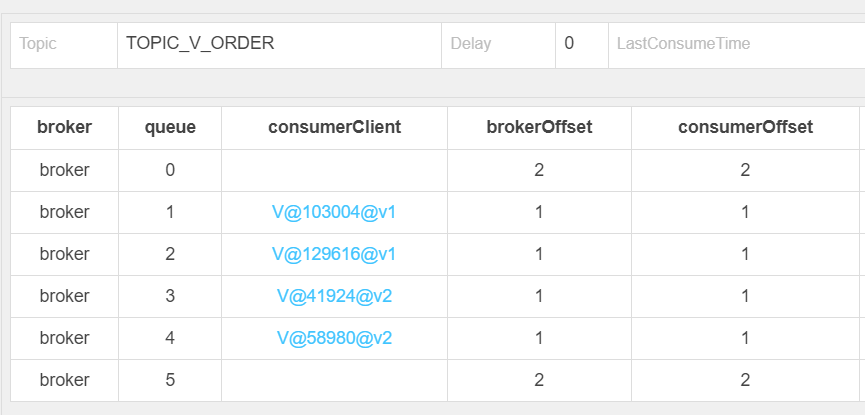 Topic TOPIC_V_ORDER Delay 0 LastConsumeTime
broker queue consumerClient brokerOffset consumerOffset
broker 0 2 2
broker 1 V@103004@v1 1 1
broker 2 V@129616@v1 1 1
broker 3 V@41924@v2 1 1
broker 4 V@58980@v2 1 1
broker 5 2 2